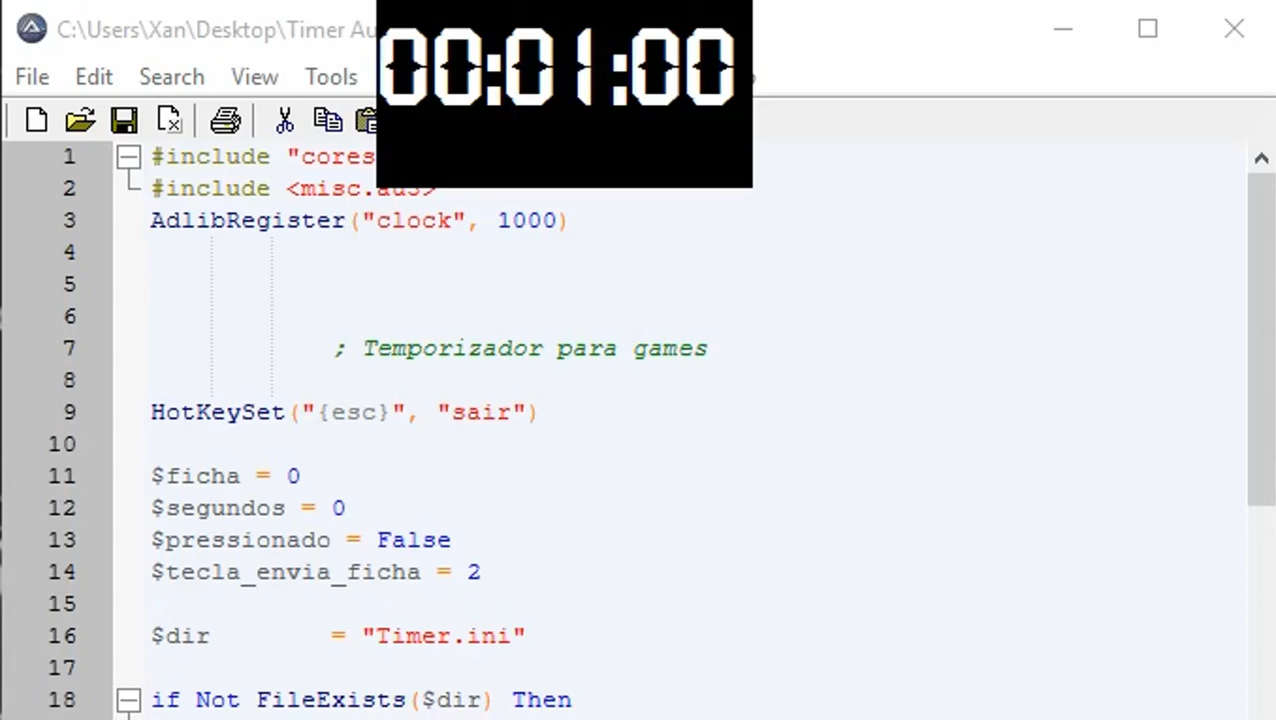 C:\Users\Xan\Desktop\Timer Au
00:01:00
File Edit Search View Tools
1 #include "cores
2 #include <misc.au3>
3 AdlibRegister("clock", 1000)
4
5
6
7 ; Temporizador para games
8
9 HotKeySet("{esc}", "sair")
10
11 $ficha = 0
12 $segundos = 0
13 $pressionado = False
14 $tecla_envia_ficha = 2
15
16 $dir = "Timer.ini"
17
18 if Not FileExists($dir) Then